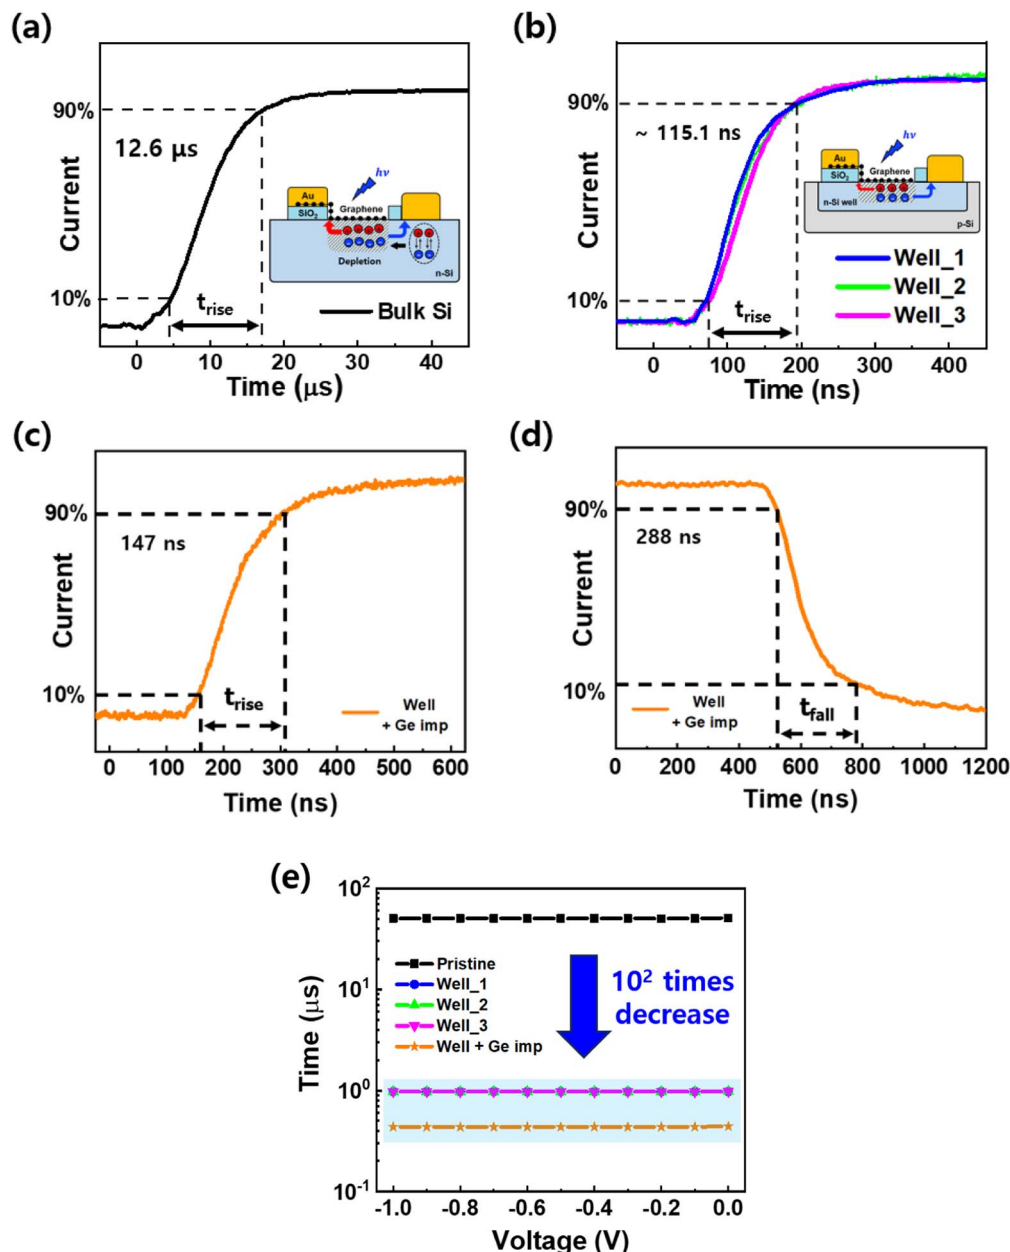 (a)
90%
12.6 μs
hν
Au
SiO₂
Graphene
Depletion
n-Si
10%
t_rise
Bulk Si
Current
0 10 20 30 40
Time (μs)
(b)
90%
~ 115.1 ns
hν
Au
SiO₂
Graphene
n-Si well
p-Si
Well_1
Well_2
Well_3
10%
t_rise
Current
0 100 200 300 400
Time (ns)
(c)
90%
147 ns
10%
t_rise
Well
+ Ge imp
Current
0 100 200 300 400 500 600
Time (ns)
(d)
90%
288 ns
10%
Well
+ Ge imp
t_fall
Current
0 200 400 600 800 1000 1200
Time (ns)
(e)
10²
Pristine
Well_1
Well_2
Well_3
Well + Ge imp
10² times
decrease
10¹
10⁰
10⁻¹
Time (μs)
-1.0 -0.8 -0.6 -0.4 -0.2 0.0
Voltage (V)